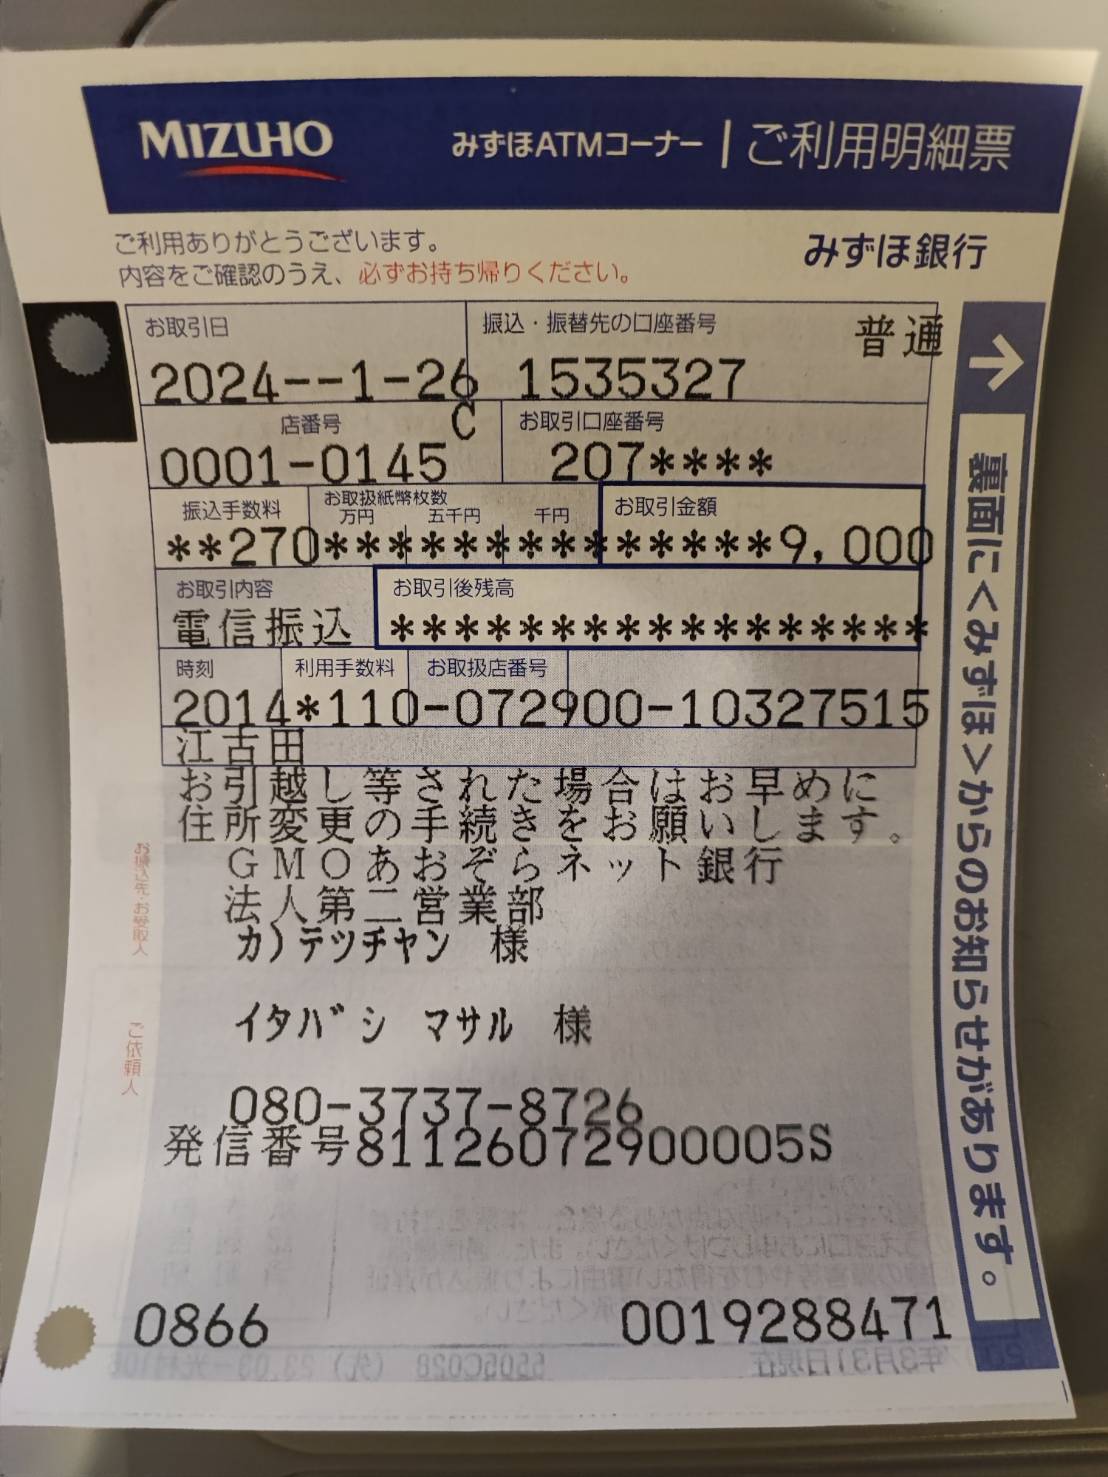 MIZUHO みずほATMコーナー | ご利用明細票
ご利用ありがとうございます。
内容をご確認のうえ、必ずお持ち帰りください。
みずほ銀行
お取引日 振込・振替先の口座番号 普通
2024--1-26 1535327
店番号 C お取引口座番号
0001-0145 207****
振込手数料 お取扱紙幣枚数 万円 五千円 千円 お取引金額
**270**************9,000
お取引内容 お取引後残高
電信振込 *****************
時刻 利用手数料 お取扱店番号
2014*110-072900-10327515
江古田
お引越し等された場合はお早めに
住所変更の手続きをお願いします。
お振込先・お受取人
GMOあおぞらネット銀行
法人第二営業部
カ)テツチヤン 様
ご依頼人
イタバシ マサル 様
080-3737-8726
発信番号81126072900005S
0866 0019288471
↑ 裏面に<みずほ>からのお知らせがあります。